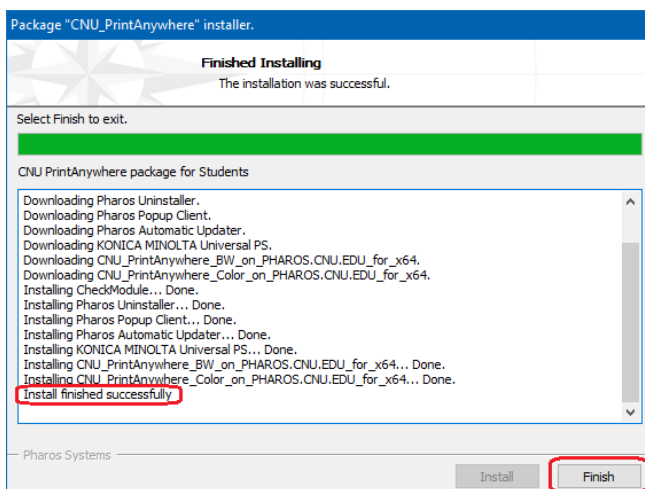 Package "CNU_PrintAnywhere" installer.
Finished Installing
The installation was successful.
Select Finish to exit.
CNU PrintAnywhere package for Students
Downloading Pharos Uninstaller.
Downloading Pharos Popup Client.
Downloading Pharos Automatic Updater.
Downloading KONICA MINOLTA Universal PS.
Downloading CNU_PrintAnywhere_BW_on_PHAROS.CNU.EDU_for_x64.
Downloading CNU_PrintAnywhere_Color_on_PHAROS.CNU.EDU_for_x64.
Installing CheckModule... Done.
Installing Pharos Uninstaller... Done.
Installing Pharos Popup Client... Done.
Installing Pharos Automatic Updater... Done.
Installing KONICA MINOLTA Universal PS... Done.
Installing CNU_PrintAnywhere_BW_on_PHAROS.CNU.EDU_for_x64... Done.
Installing CNU_PrintAnywhere_Color_on_PHAROS.CNU.EDU_for_x64... Done.
Install finished successfully
Pharos Systems
Install
Finish